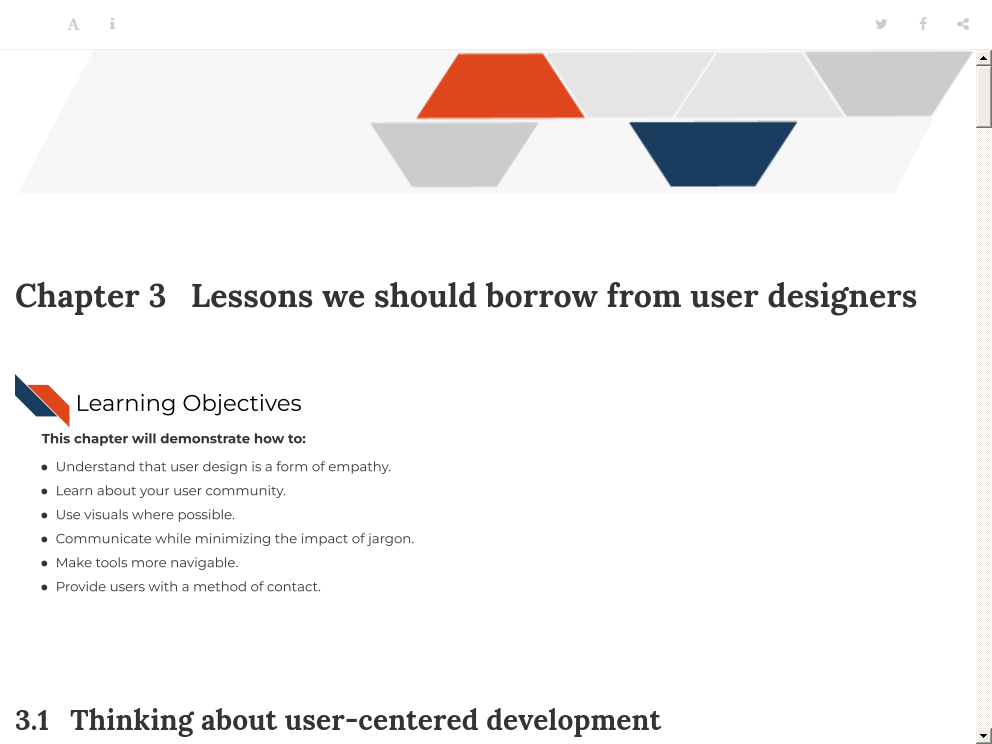 Chapter 3 Lessons we should borrow from user designers
Learning Objectives
This chapter will demonstrate how to:
● Understand that user design is a form of empathy.
● Learn about your user community.
● Use visuals where possible.
● Communicate while minimizing the impact of jargon.
● Make tools more navigable.
● Provide users with a method of contact.
3.1 Thinking about user-centered development